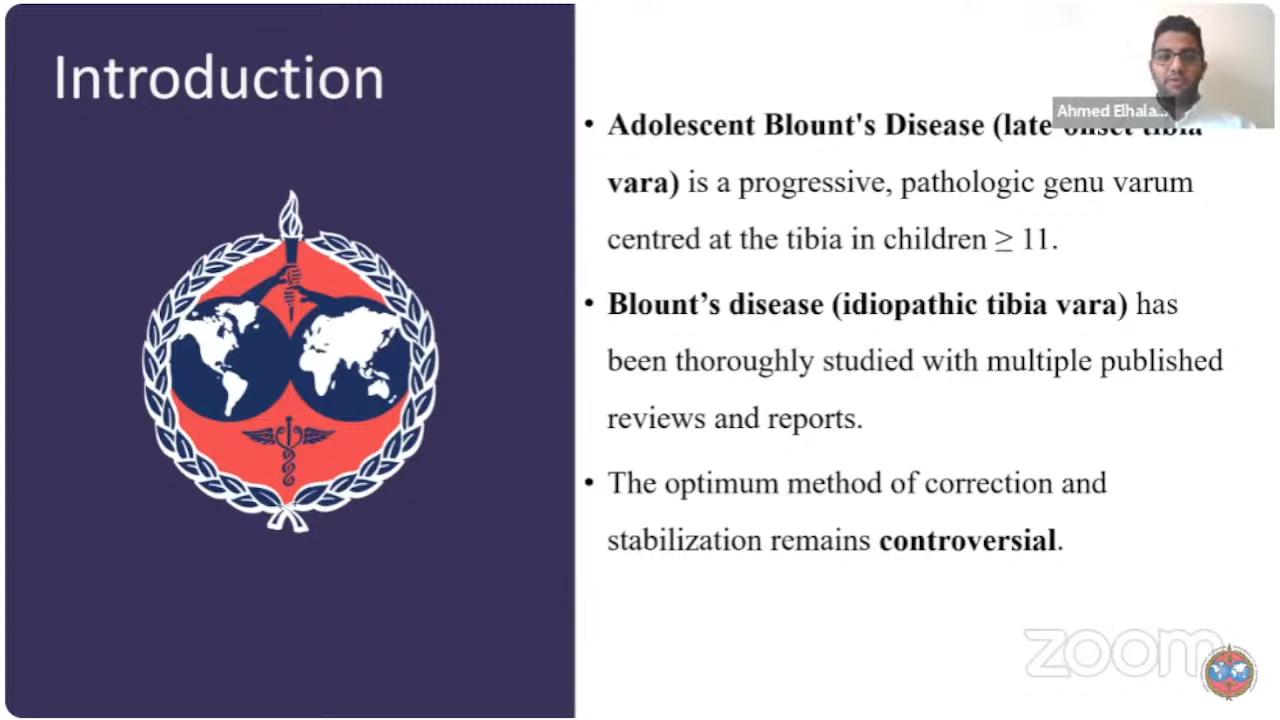 Introduction
Ahmed Elhala...
• Adolescent Blount's Disease (late-onset tibia
vara) is a progressive, pathologic genu varum
centred at the tibia in children ≥ 11.
• Blount’s disease (idiopathic tibia vara) has
been thoroughly studied with multiple published
reviews and reports.
• The optimum method of correction and
stabilization remains controversial.
zoom